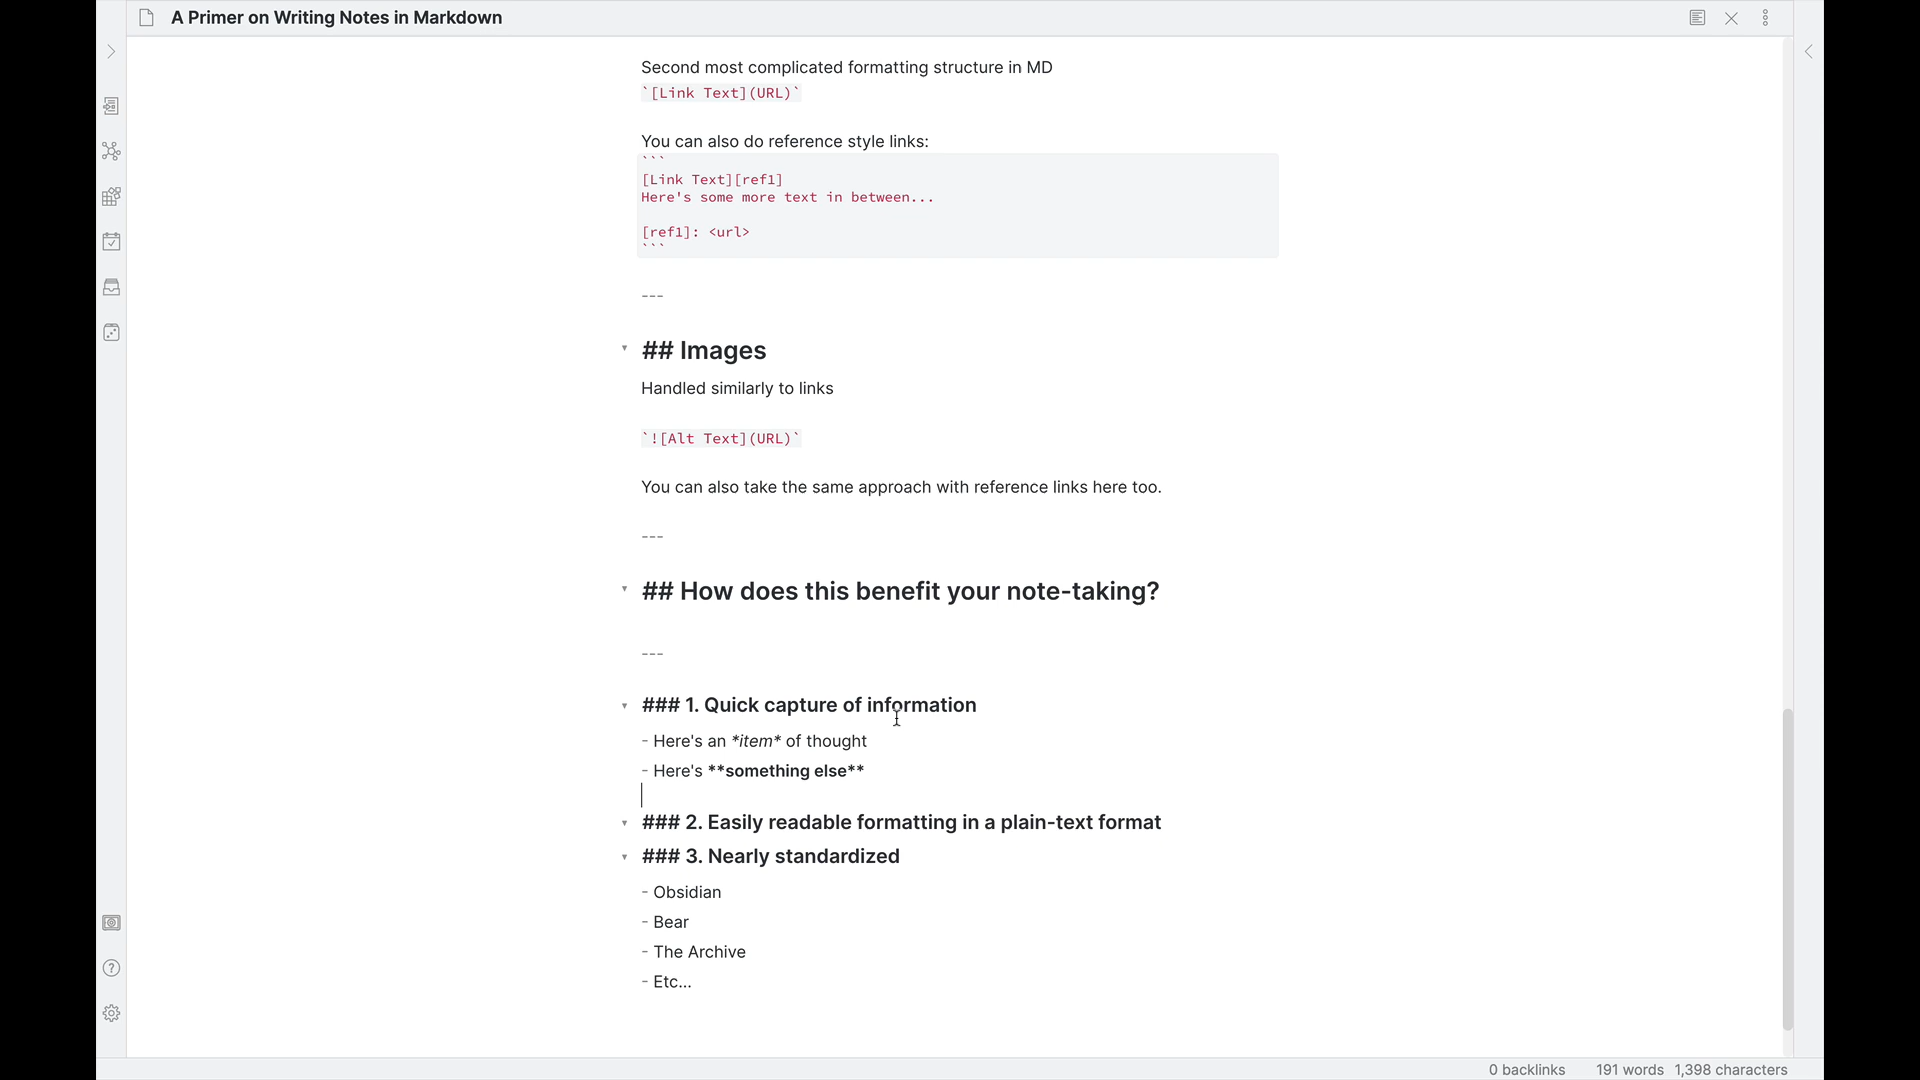 A Primer on Writing Notes in Markdown
Second most complicated formatting structure in MD
`[Link Text](URL)`
You can also do reference style links:
```
[Link Text][ref1]
Here's some more text in between...
[ref1]: <url>
```
---
## Images
Handled similarly to links
`![Alt Text](URL)`
You can also take the same approach with reference links here too.
---
## How does this benefit your note-taking?
---
### 1. Quick capture of information
- Here's an *item* of thought
- Here's **something else**
### 2. Easily readable formatting in a plain-text format
### 3. Nearly standardized
- Obsidian
- Bear
- The Archive
- Etc...
0 backlinks 191 words 1,398 characters